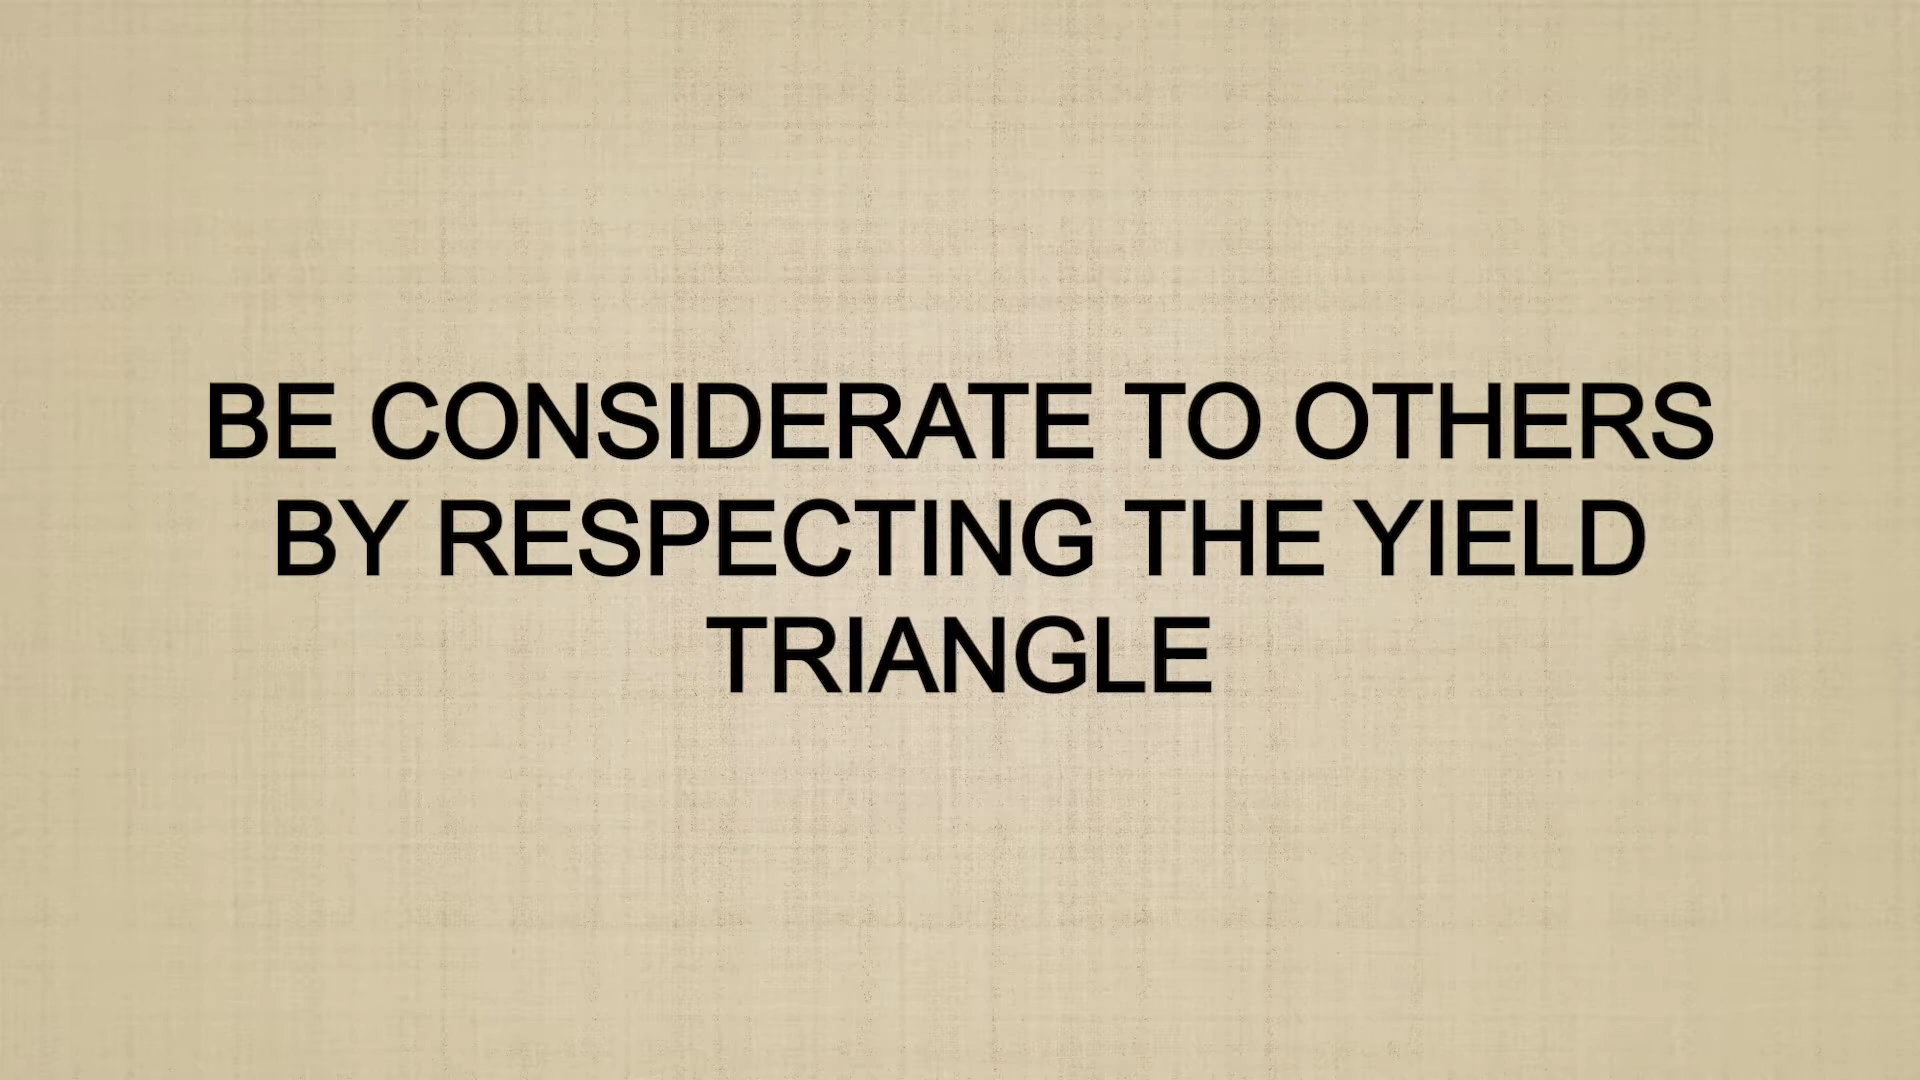 BE CONSIDERATE TO OTHERS
BY RESPECTING THE YIELD
TRIANGLE